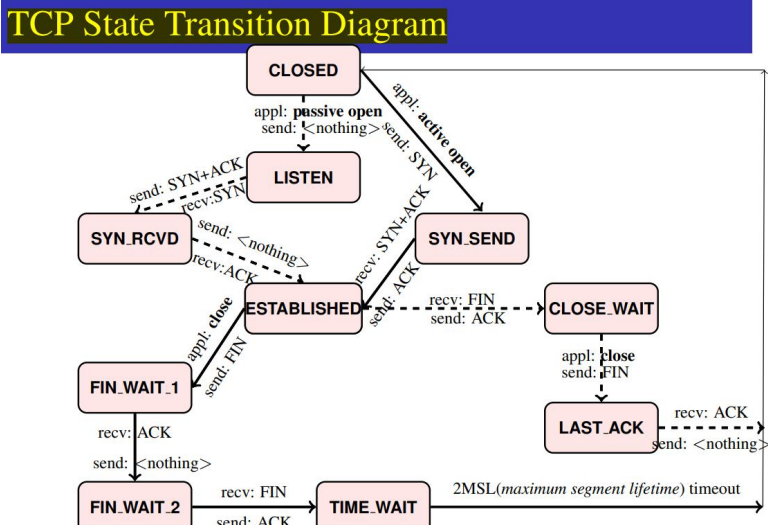 TCP State Transition Diagram
CLOSED
appl: passive open
send: <nothing>
appl: active open
send: SYN
LISTEN
send: SYN+ACK
recv:SYN
SYN_RCVD
send: <nothing>
recv:ACK
SYN_SEND
recv: SYN+ACK
send: ACK
ESTABLISHED
recv: FIN
send: ACK
CLOSE_WAIT
appl: close
send: FIN
appl: close
send: FIN
FIN_WAIT_1
LAST_ACK
recv: ACK
send: <nothing>
recv: ACK
send: <nothing>
FIN_WAIT_2
recv: FIN
send: ACK
TIME_WAIT
2MSL(maximum segment lifetime) timeout